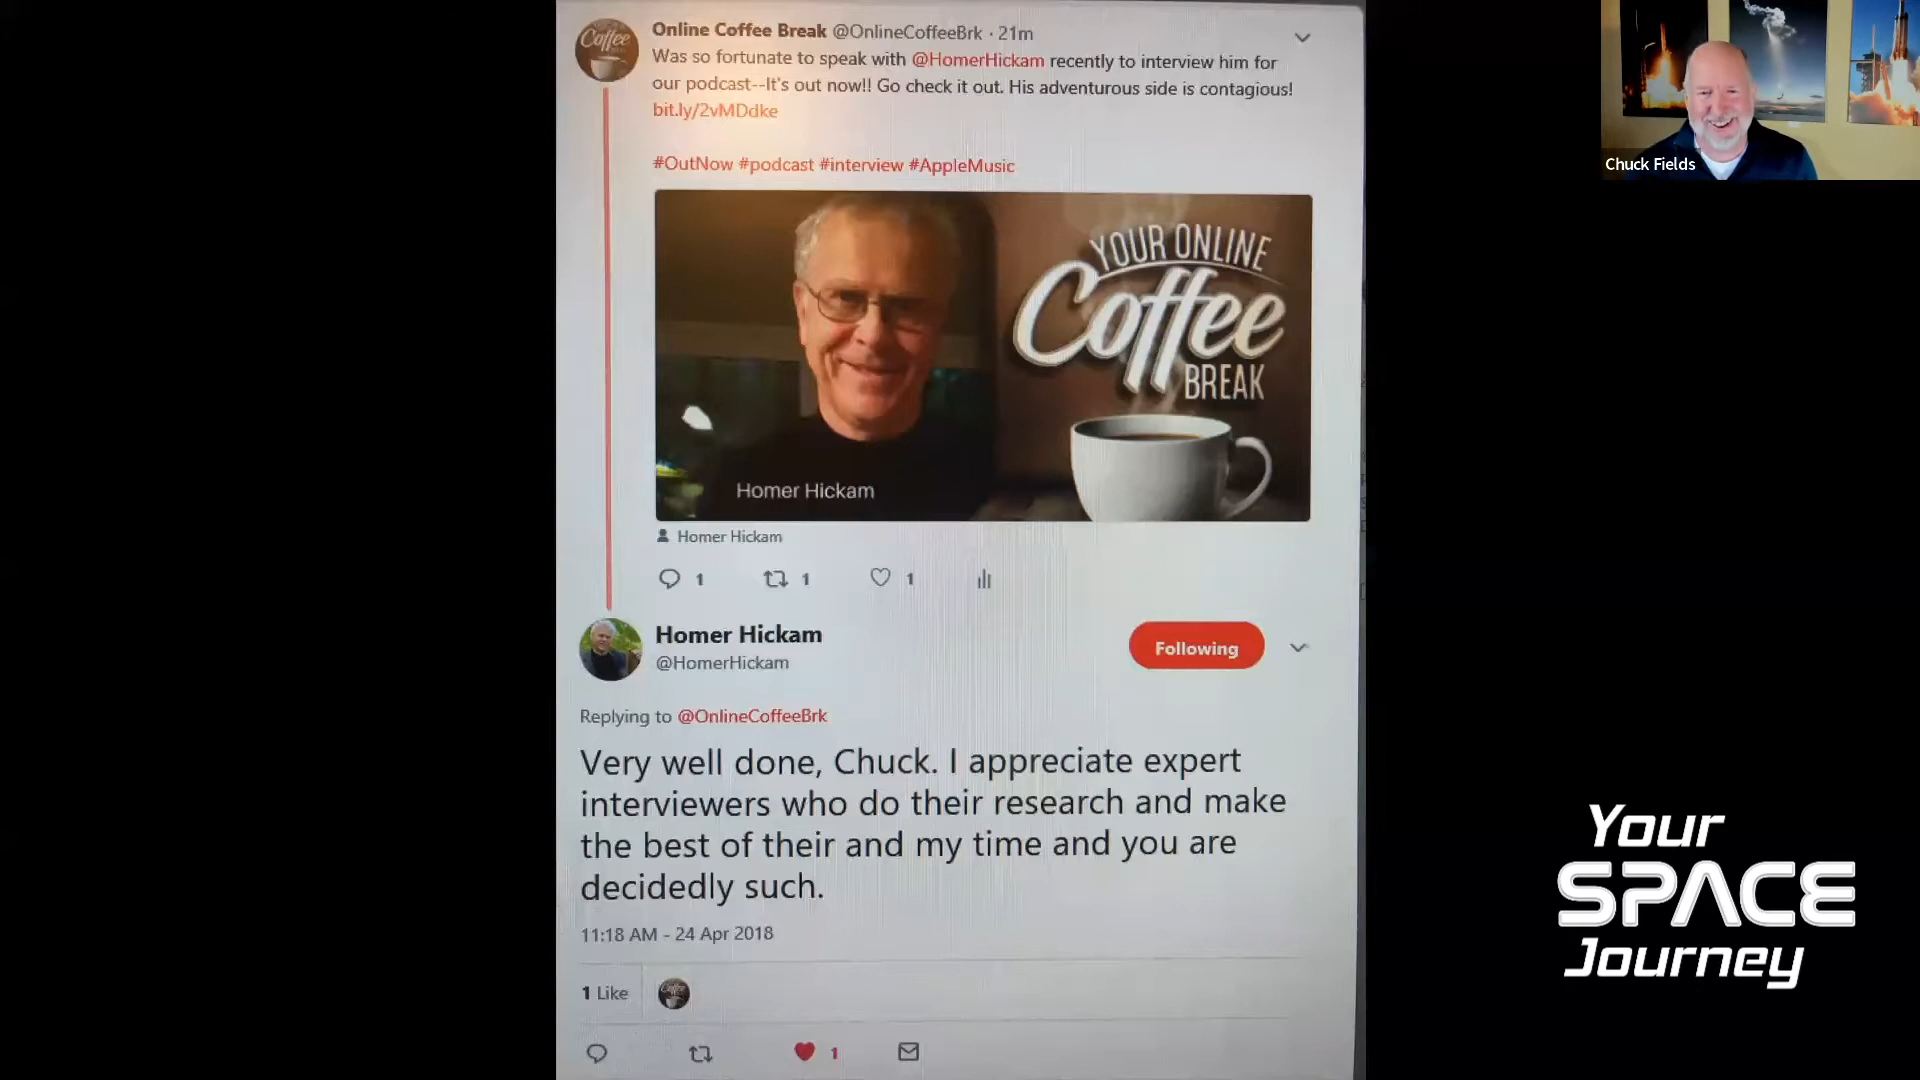 Online Coffee Break @OnlineCoffeeBrk · 21m
Was so fortunate to speak with @HomerHickam recently to interview him for
our podcast--It's out now!! Go check it out. His adventurous side is contagious!
bit.ly/2vMDdke
#OutNow #podcast #interview #AppleMusic
YOUR ONLINE
Coffee
BREAK
Homer Hickam
Homer Hickam
1 1 1
Homer Hickam
@HomerHickam
Following
Replying to @OnlineCoffeeBrk
Very well done, Chuck. I appreciate expert
interviewers who do their research and make
the best of their and my time and you are
decidedly such.
11:18 AM - 24 Apr 2018
1 Like
1
Chuck Fields
Your
SPACE
Journey